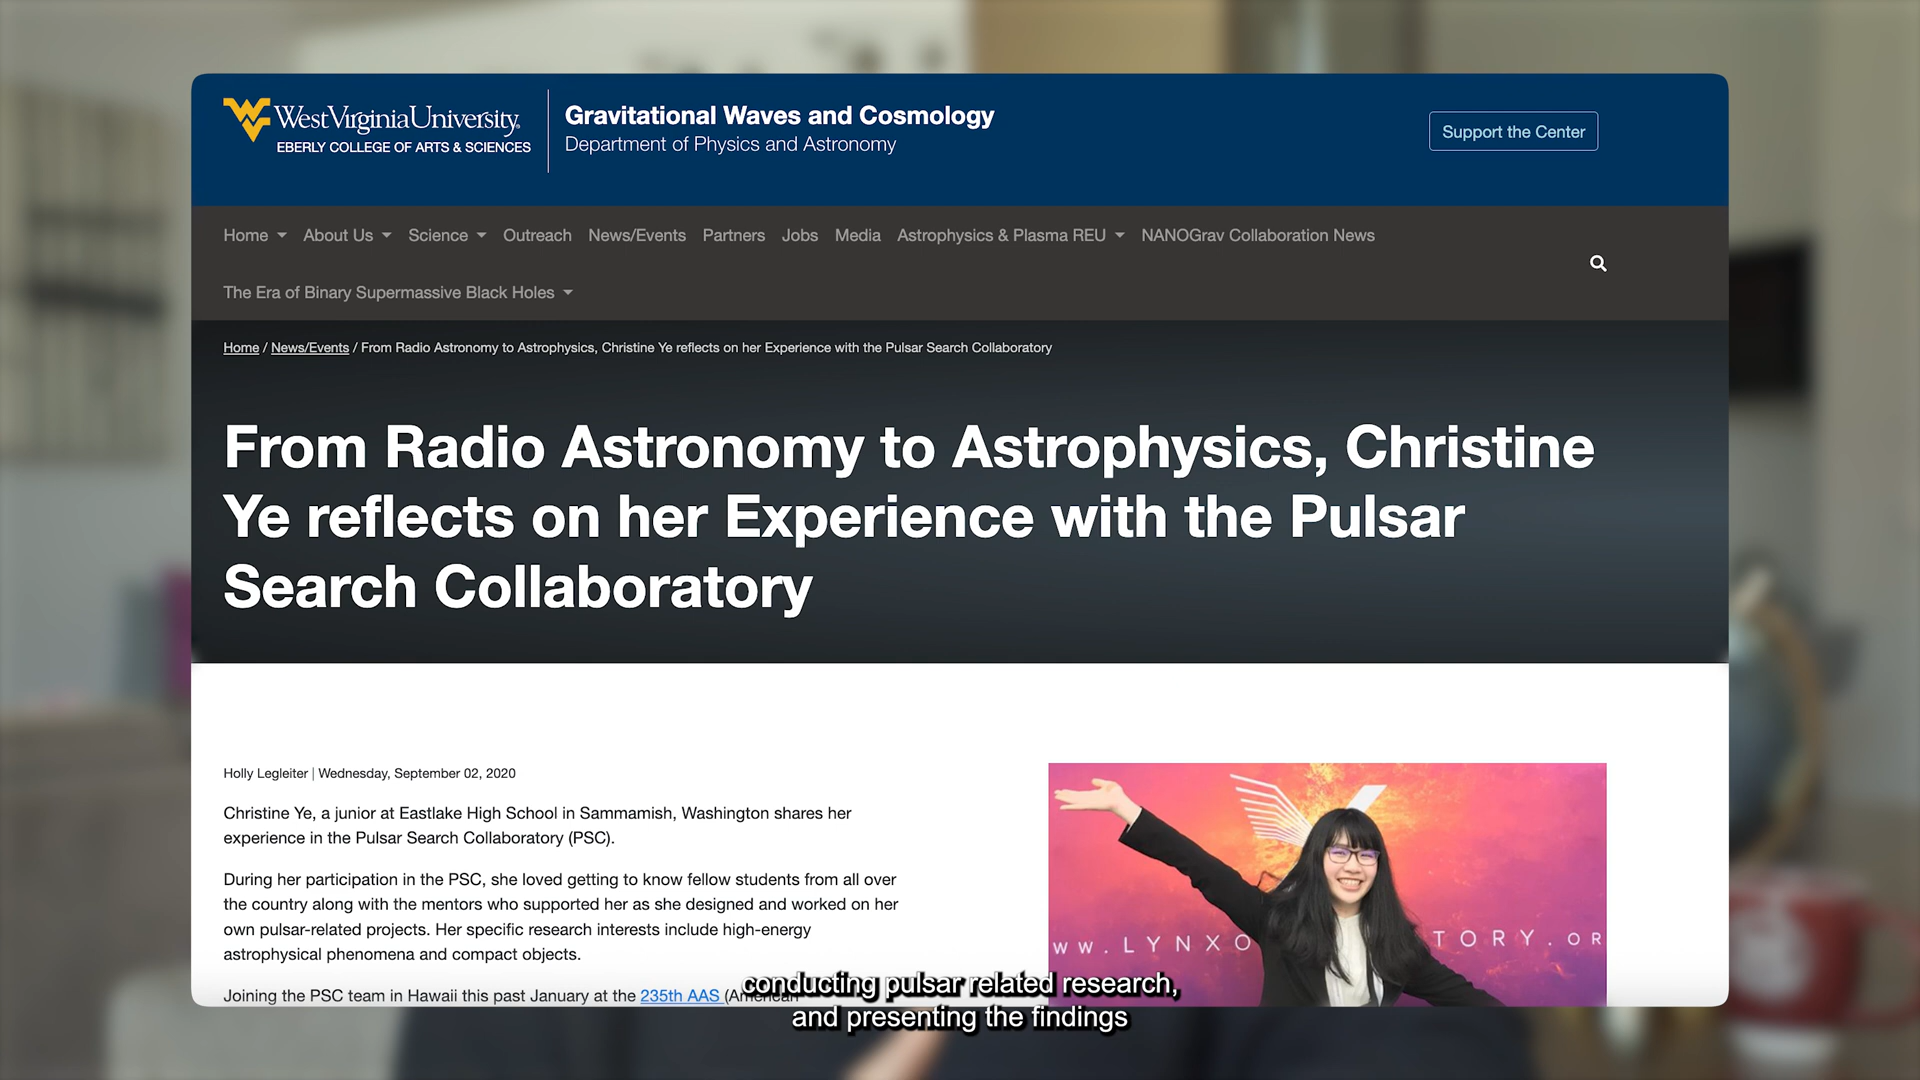 West Virginia University®
EBERLY COLLEGE OF ARTS & SCIENCES
Gravitational Waves and Cosmology
Department of Physics and Astronomy
Support the Center
Home About Us Science Outreach News/Events Partners Jobs Media Astrophysics & Plasma REU NANOGrav Collaboration News
The Era of Binary Supermassive Black Holes
Home / News/Events / From Radio Astronomy to Astrophysics, Christine Ye reflects on her Experience with the Pulsar Search Collaboratory
From Radio Astronomy to Astrophysics, Christine
Ye reflects on her Experience with the Pulsar
Search Collaboratory
Holly Legleiter | Wednesday, September 02, 2020
Christine Ye, a junior at Eastlake High School in Sammamish, Washington shares her
experience in the Pulsar Search Collaboratory (PSC).
During her participation in the PSC, she loved getting to know fellow students from all over
the country along with the mentors who supported her as she designed and worked on her
own pulsar-related projects. Her specific research interests include high-energy
astrophysical phenomena and compact objects.
Joining the PSC team in Hawaii this past January at the 235th AAS (American
WW.LYNXO TORY.OR
conducting pulsar related research,
and presenting the findings